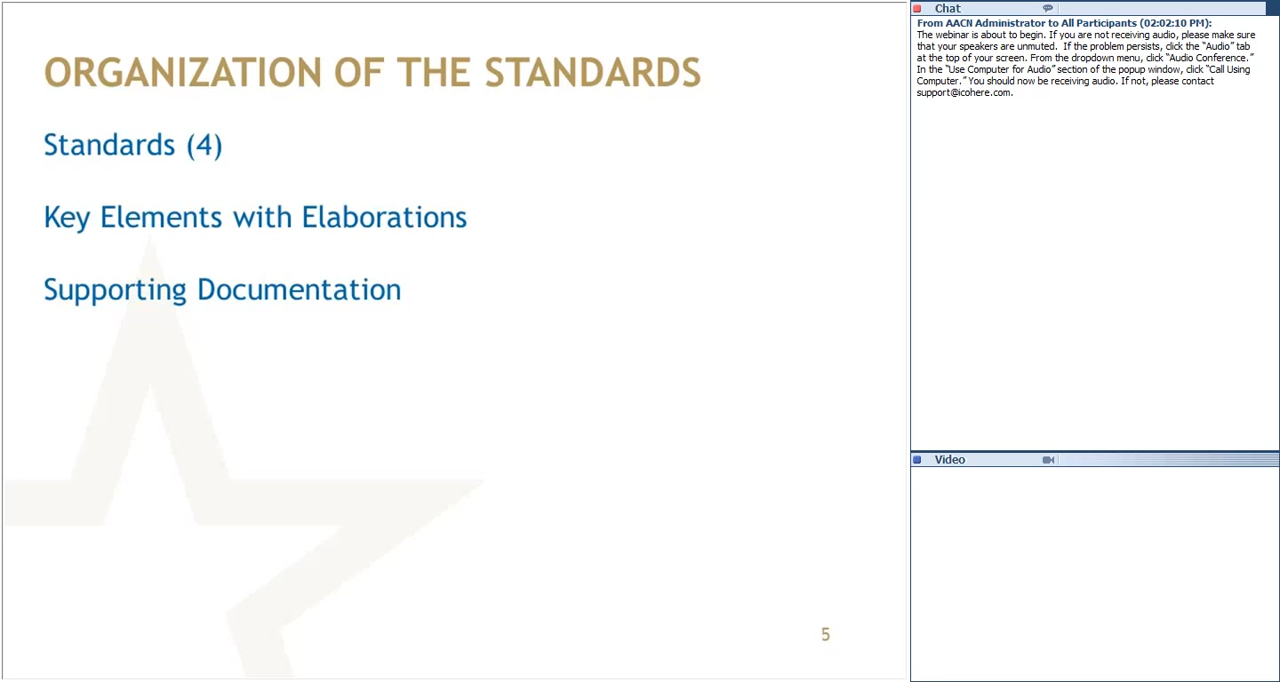 ORGANIZATION OF THE STANDARDS
Standards (4)
Key Elements with Elaborations
Supporting Documentation
5
Chat
From AACN Administrator to All Participants (02:02:10 PM):
The webinar is about to begin. If you are not receiving audio, please make sure
that your speakers are unmuted.  If the problem persists, click the “Audio” tab
at the top of your screen. From the dropdown menu, click “Audio Conference.”
In the “Use Computer for Audio” section of the popup window, click “Call Using
Computer.” You should now be receiving audio. If not, please contact
support@icohere.com.
Video